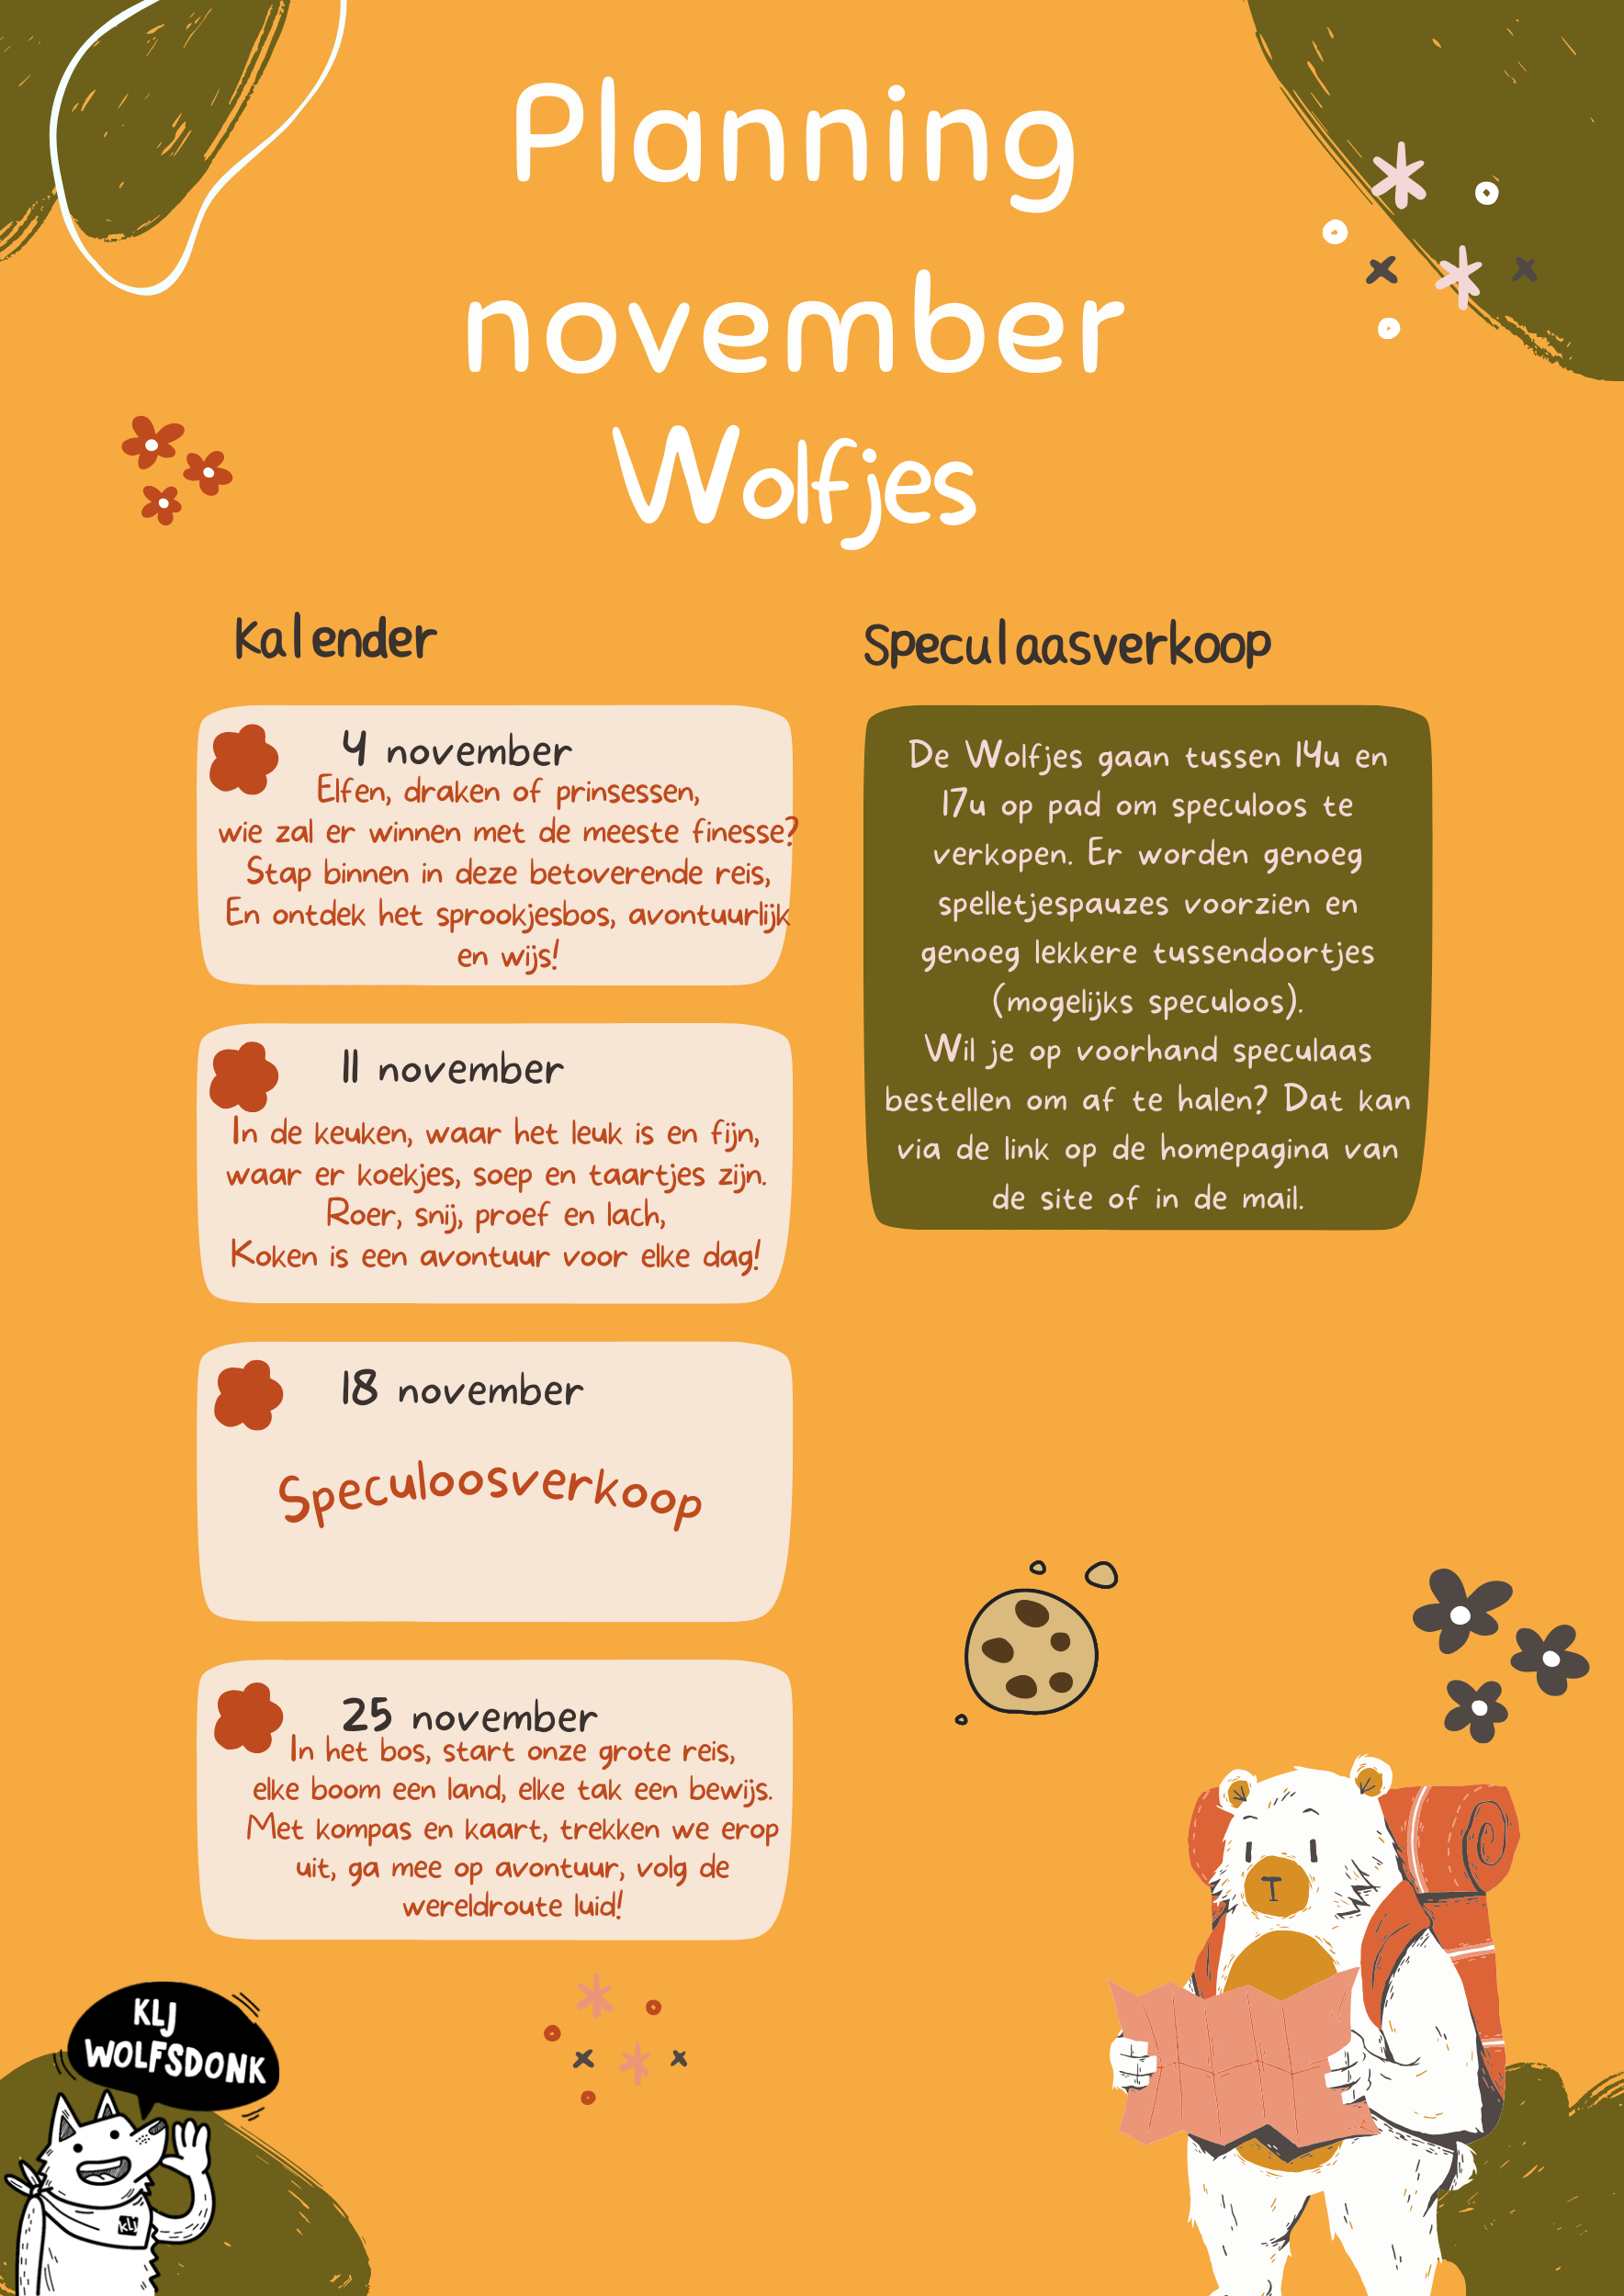 Planning
november
Wolfjes
Kalender
4 november
Elfen, draken of prinsessen,
wie zal er winnen met de meeste finesse?
Stap binnen in deze betoverende reis,
En ontdek het sprookjesbos, avontuurlijk
en wijs!
11 november
In de keuken, waar het leuk is en fijn,
waar er koekjes, soep en taartjes zijn.
Roer, snij, proef en lach,
Koken is een avontuur voor elke dag!
18 november
Speculoosverkoop
25 november
In het bos, start onze grote reis,
elke boom een land, elke tak een bewijs.
Met kompas en kaart, trekken we erop
uit, ga mee op avontuur, volg de
wereldroute luid!
Speculaasverkoop
De Wolfjes gaan tussen 14u en
17u op pad om speculoos te
verkopen. Er worden genoeg
spelletjespauzes voorzien en
genoeg lekkere tussendoortjes
(mogelijks speculoos).
Wil je op voorhand speculaas
bestellen om af te halen? Dat kan
via de link op de homepagina van
de site of in de mail.
KLJ
WOLFSDONK
klj